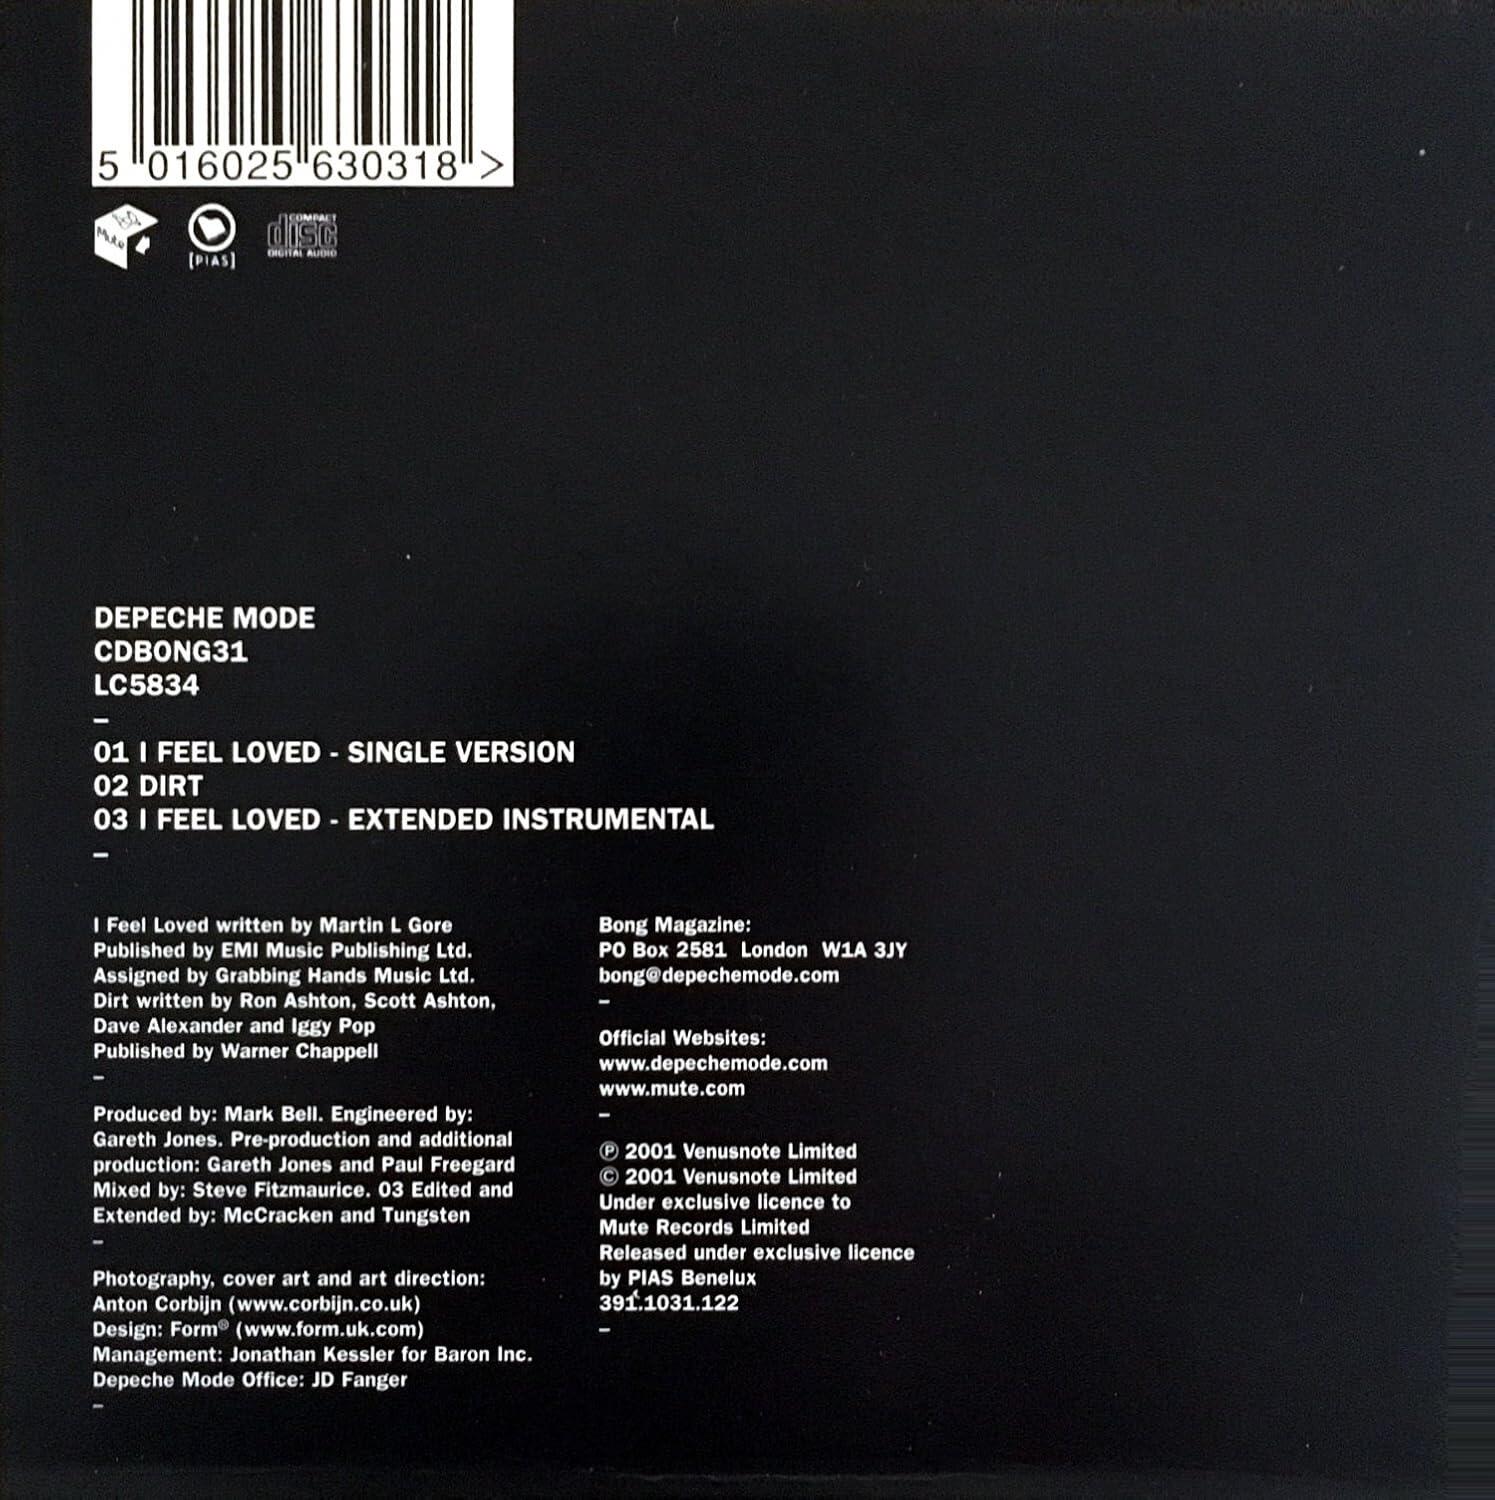 5 016025 630318 >
Mute
[PIAS]
COMPACT
disc
DIGITAL AUDIO
DEPECHE MODE
CDBONG31
LC5834
–
01 I FEEL LOVED - SINGLE VERSION
02 DIRT
03 I FEEL LOVED - EXTENDED INSTRUMENTAL
–
I Feel Loved written by Martin L Gore
Published by EMI Music Publishing Ltd.
Assigned by Grabbing Hands Music Ltd.
Dirt written by Ron Ashton, Scott Ashton,
Dave Alexander and Iggy Pop
Published by Warner Chappell
–
Produced by: Mark Bell. Engineered by:
Gareth Jones. Pre-production and additional
production: Gareth Jones and Paul Freegard
Mixed by: Steve Fitzmaurice. 03 Edited and
Extended by: McCracken and Tungsten
–
Photography, cover art and art direction:
Anton Corbijn (www.corbijn.co.uk)
Design: Form® (www.form.uk.com)
Management: Jonathan Kessler for Baron Inc.
Depeche Mode Office: JD Fanger
–
Bong Magazine:
PO Box 2581 London W1A 3JY
bong@depechemode.com
–
Official Websites:
www.depechemode.com
www.mute.com
–
℗ 2001 Venusnote Limited
© 2001 Venusnote Limited
Under exclusive licence to
Mute Records Limited
Released under exclusive licence
by PIAS Benelux
391.1031.122
–